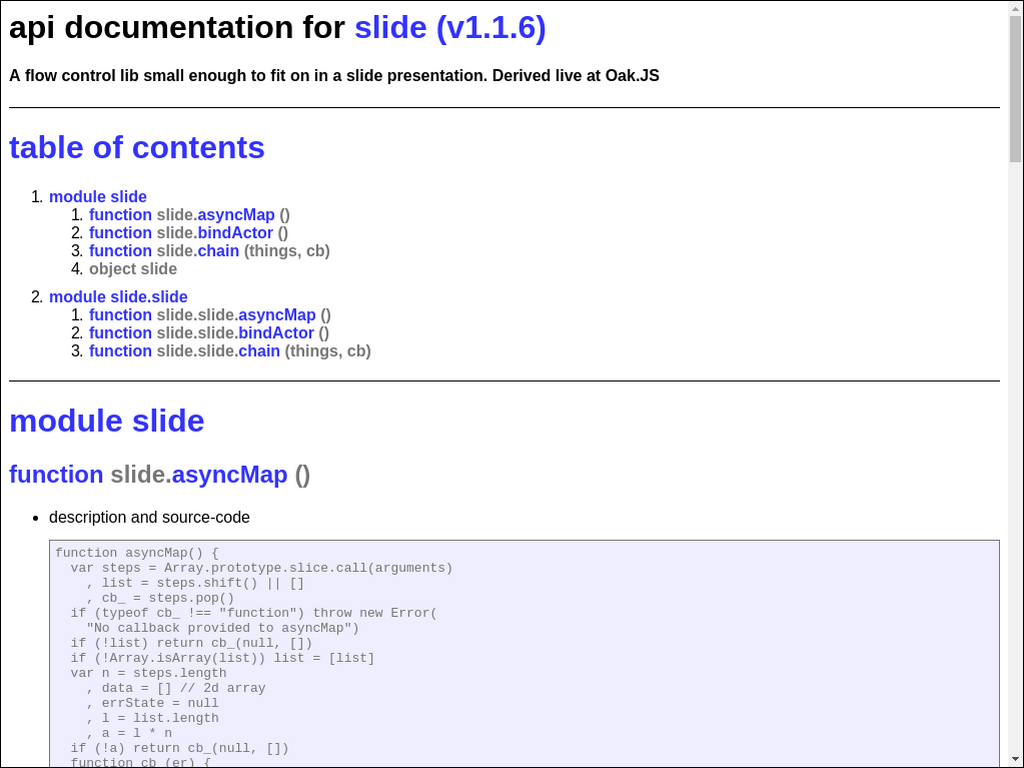 api documentation for slide (v1.1.6)
A flow control lib small enough to fit on in a slide presentation. Derived live at Oak.JS
table of contents
1. module slide
1. function slide.asyncMap ()
2. function slide.bindActor ()
3. function slide.chain (things, cb)
4. object slide
2. module slide.slide
1. function slide.slide.asyncMap ()
2. function slide.slide.bindActor ()
3. function slide.slide.chain (things, cb)
module slide
function slide.asyncMap ()
• description and source-code
function asyncMap() {
  var steps = Array.prototype.slice.call(arguments)
    , list = steps.shift() || []
    , cb_ = steps.pop()
  if (typeof cb_ !== "function") throw new Error(
    "No callback provided to asyncMap")
  if (!list) return cb_(null, [])
  if (!Array.isArray(list)) list = [list]
  var n = steps.length
    , data = [] // 2d array
    , errState = null
    , l = list.length
    , a = l * n
  if (!a) return cb_(null, [])
  function cb (er) {